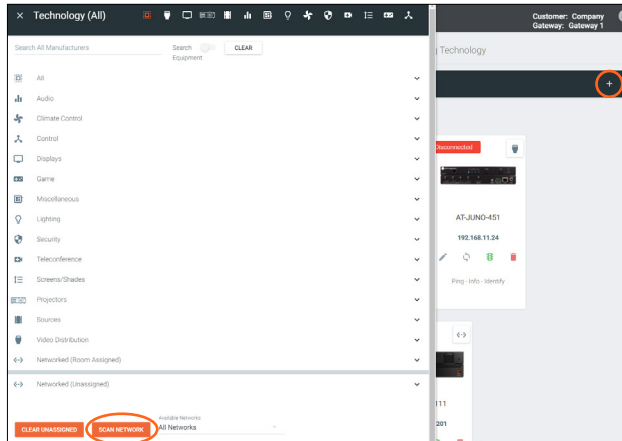 × Technology (All)
Customer: Company
Gateway: Gateway 1
Search All Manufacturers
Search
Equipment
CLEAR
Technology
+
All
Audio
Climate Control
Control
Displays
Game
Miscellaneous
Lighting
Security
Teleconference
Screens/Shades
Projectors
Sources
Video Distribution
Networked (Room Assigned)
Networked (Unassigned)
CLEAR UNASSIGNED
SCAN NETWORK
Available Networks
All Networks
Disconnected
AT-JUNO-451
192.168.11.24
Ping - Info - Identify
111
201